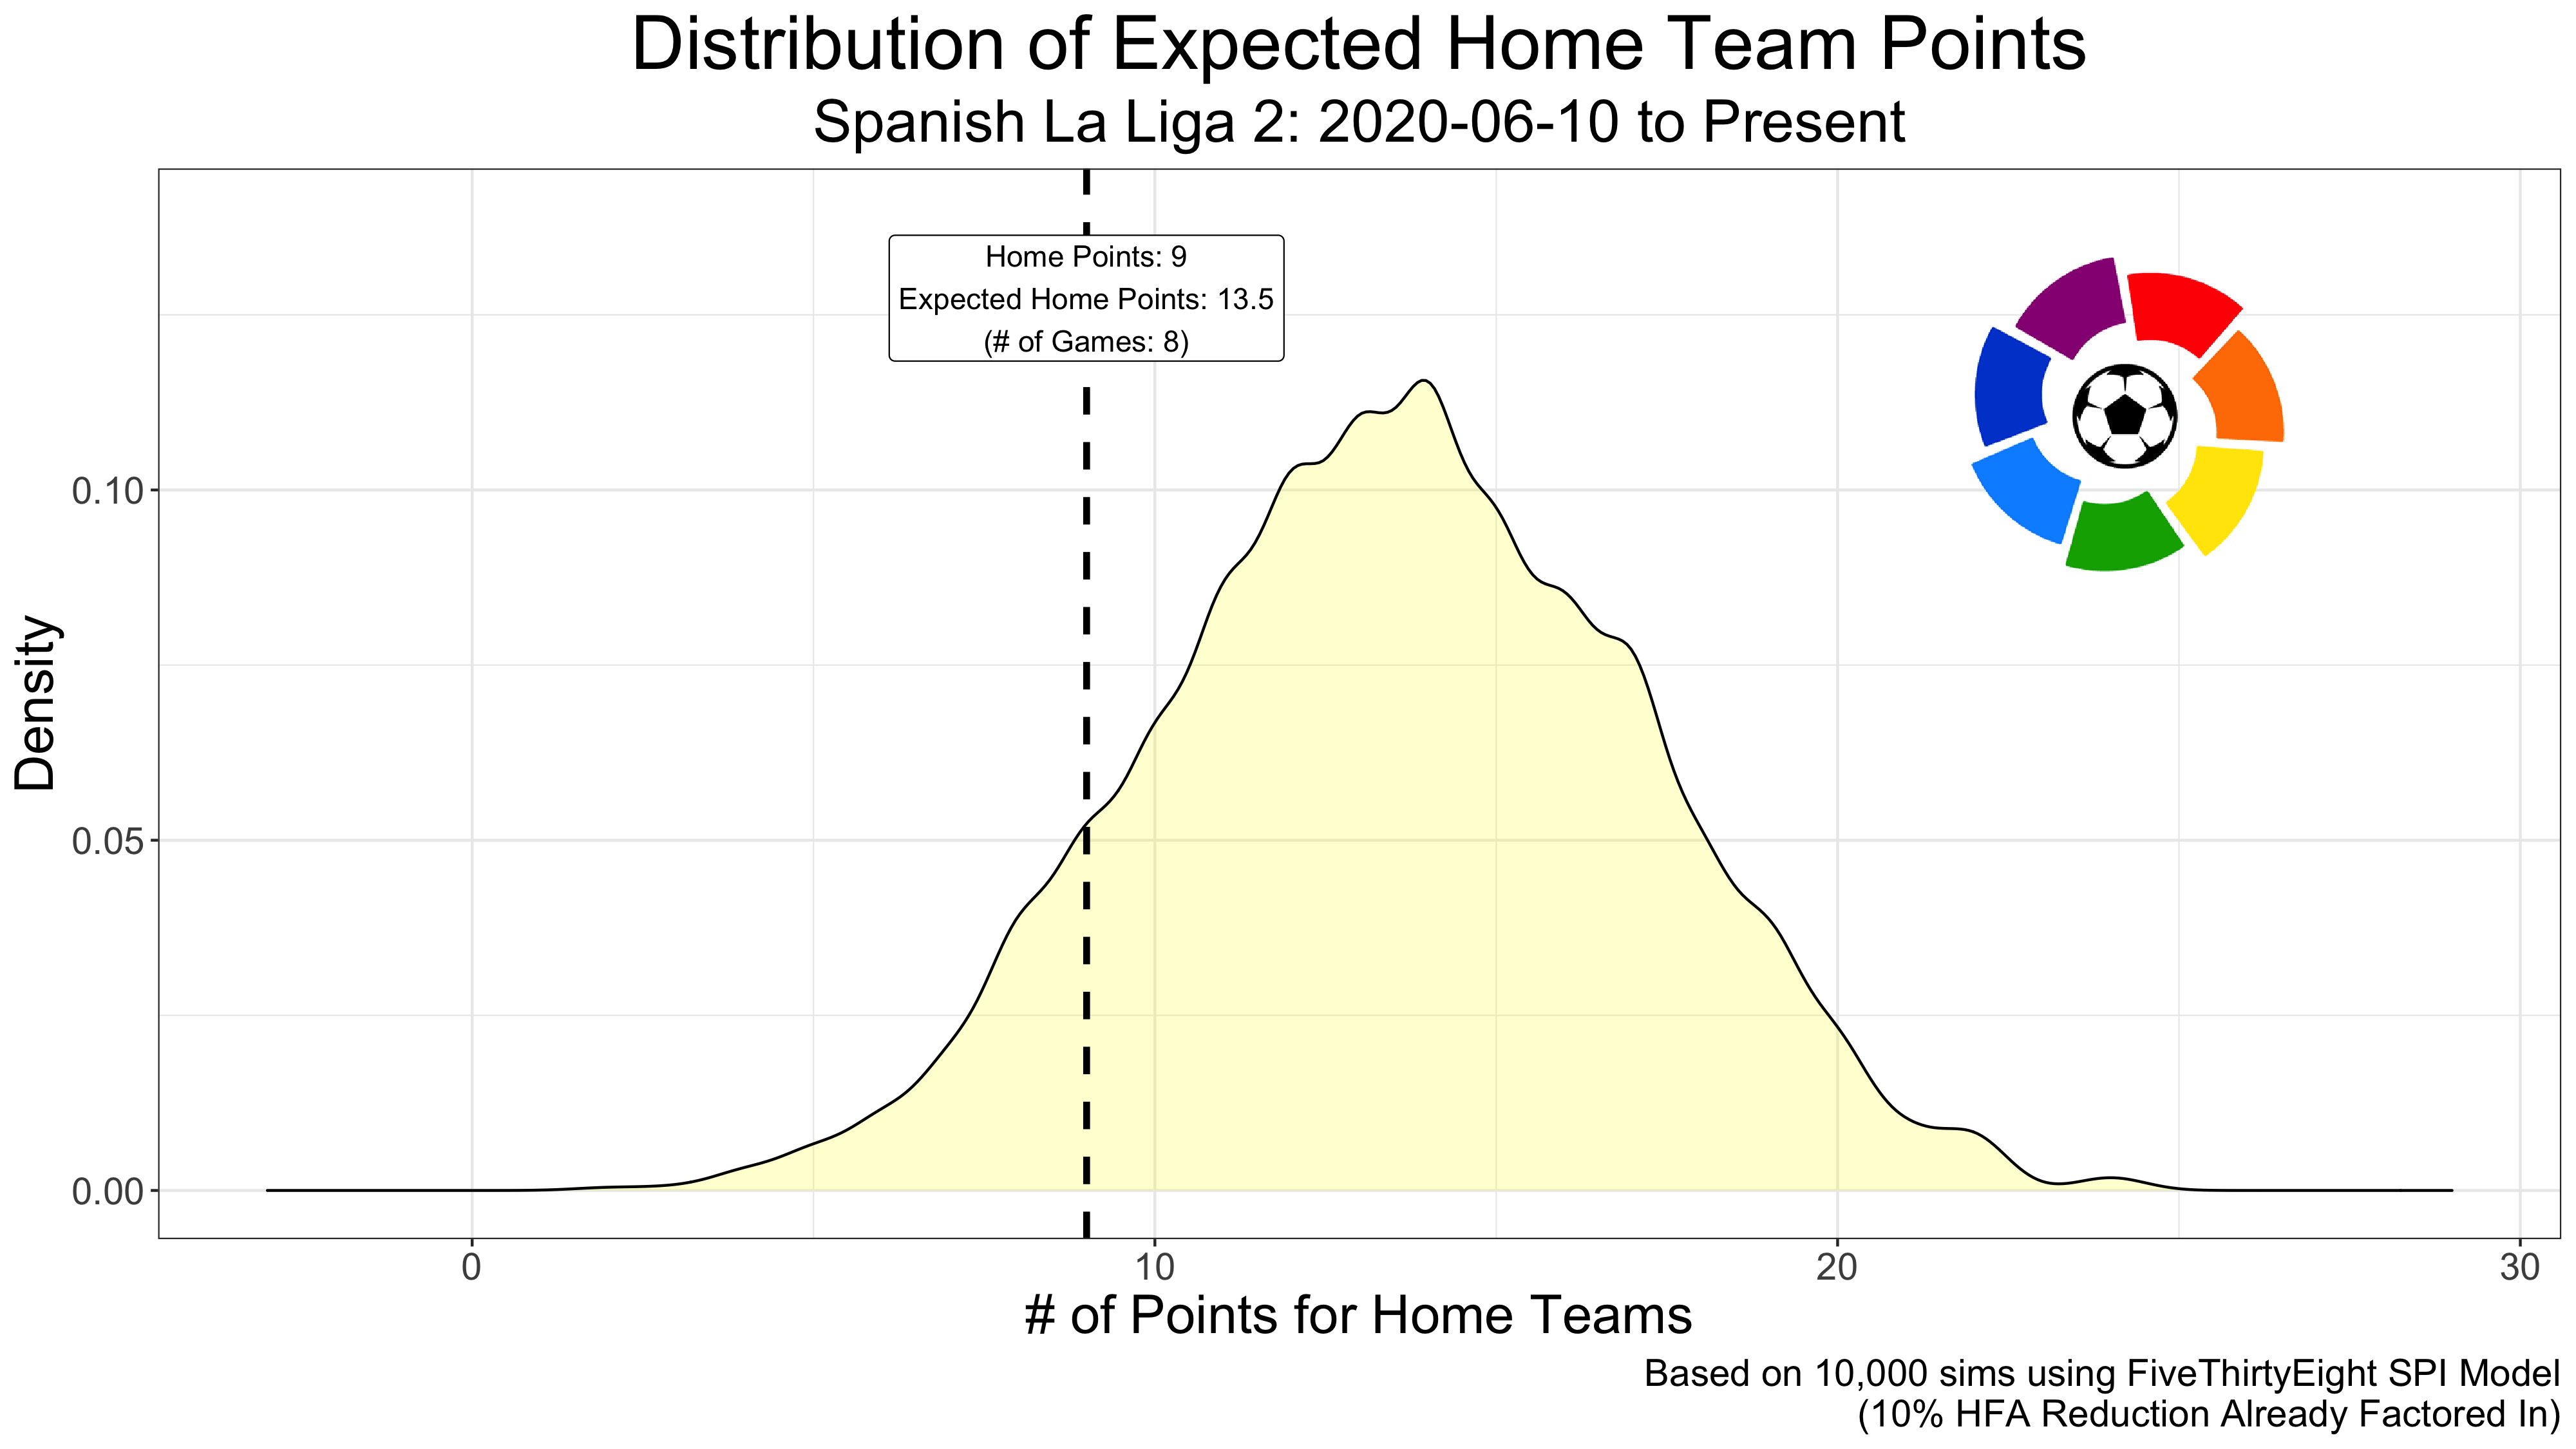 Distribution of Expected Home Team Points
Spanish La Liga 2: 2020-06-10 to Present
Home Points: 9
Expected Home Points: 13.5
(# of Games: 8)
Density
0.10
0.05
0.00
0
10
20
30
# of Points for Home Teams
Based on 10,000 sims using FiveThirtyEight SPI Model
(10% HFA Reduction Already Factored In)